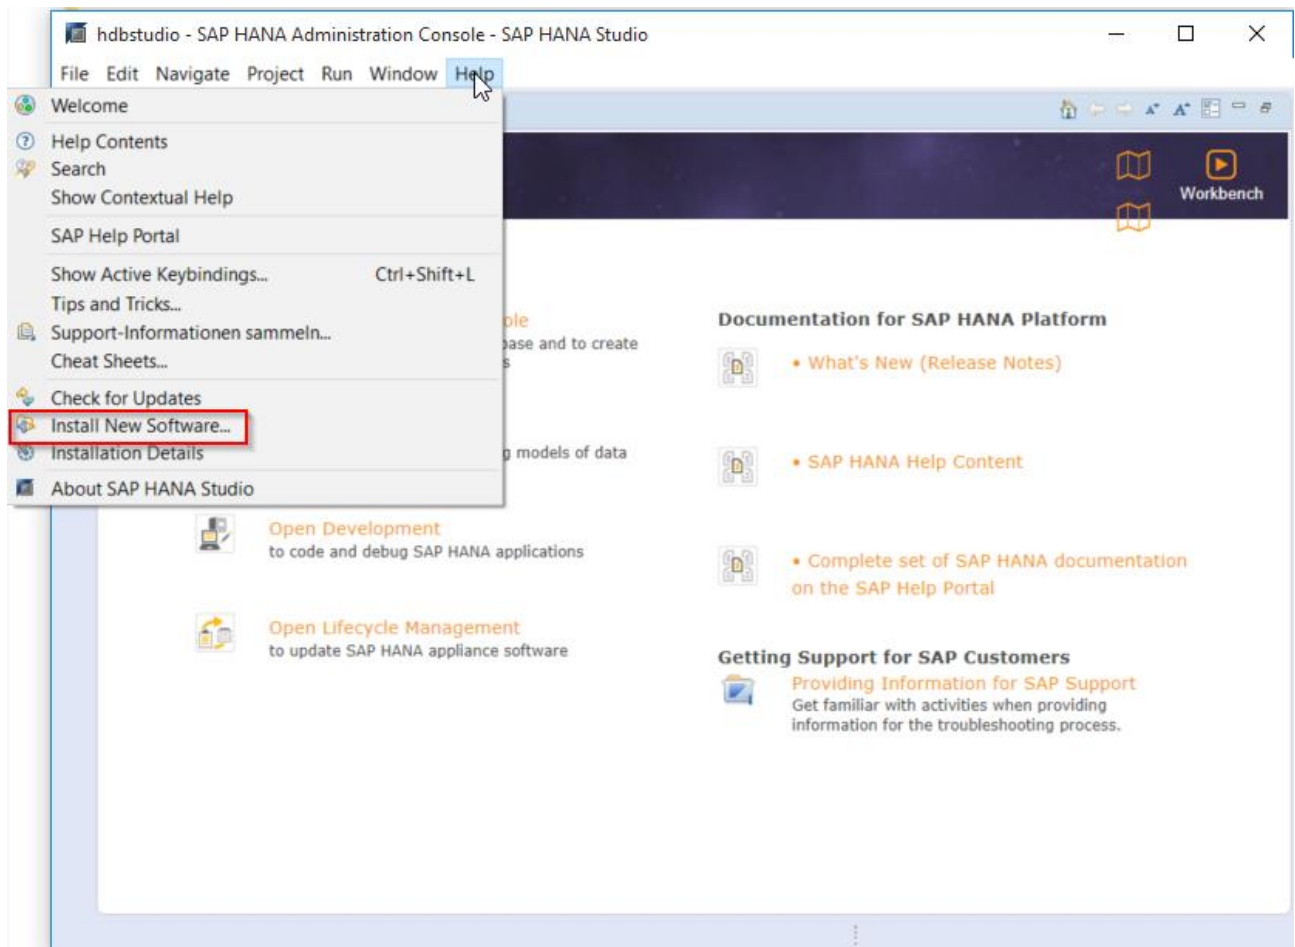 hdbstudio - SAP HANA Administration Console - SAP HANA Studio
File Edit Navigate Project Run Window Help
Welcome
Help Contents
Search
Show Contextual Help
SAP Help Portal
Show Active Keybindings... Ctrl+Shift+L
Tips and Tricks...
Support-Informationen sammeln...
Cheat Sheets...
Check for Updates
Install New Software...
Installation Details
About SAP HANA Studio
Workbench
ole
base and to create
s
g models of data
Open Development
to code and debug SAP HANA applications
Open Lifecycle Management
to update SAP HANA appliance software
Documentation for SAP HANA Platform
• What's New (Release Notes)
• SAP HANA Help Content
• Complete set of SAP HANA documentation
on the SAP Help Portal
Getting Support for SAP Customers
Providing Information for SAP Support
Get familiar with activities when providing
information for the troubleshooting process.